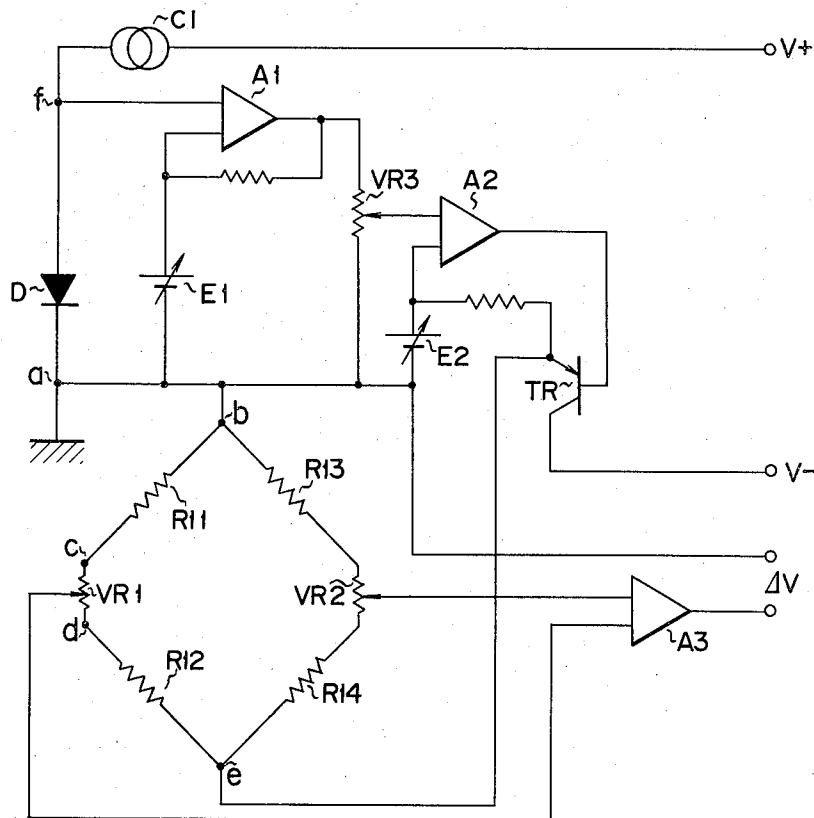 C1
V+
A1
f
VR3
A2
D
E1
E2
a
TR
b
V-
R13
R11
c
VR1
VR2
ΔV
d
A3
R12
R14
e